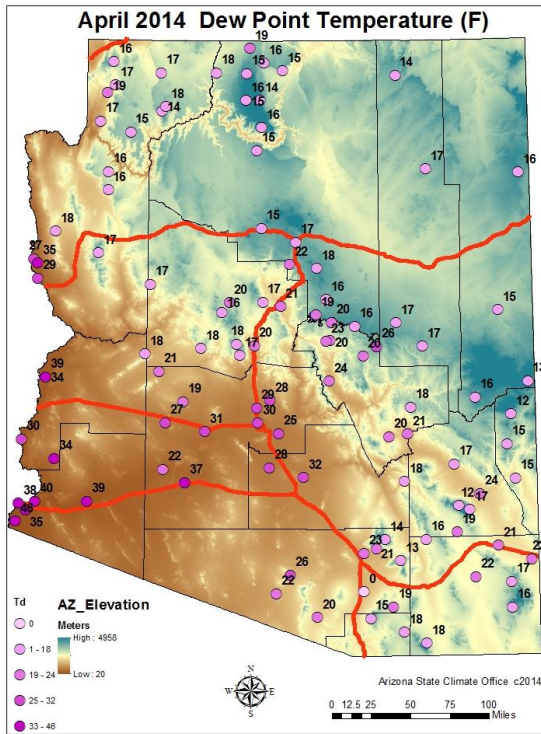 April 2014 Dew Point Temperature (F)
19
16 17 18 15 16 15 14
17
19 18 16 14
17 14 15 15
16
16 17 16
16
18 15 17
27 35 17 22 18
29 17
20 17 21 19 15
16 20 16 17
23 26
18 18 18 17 20 20 20 17
21 24 13
39
34
19 28 29 18 16 12
27 31 30 25 20 21 15
30
34 22 28 32 17 15
37 18 24
38 40 39 12 17
35 19
14 16 21
23 21 13 22
26
22 0 17
19 16
15
18 18
Td
0
1 - 18
19 - 24
25 - 32
33 - 46
AZ_Elevation
Meters
High : 4958
Low : 20
N
W E
S
Arizona State Climate Office c2014
0 12.5 25 50 75 100
Miles